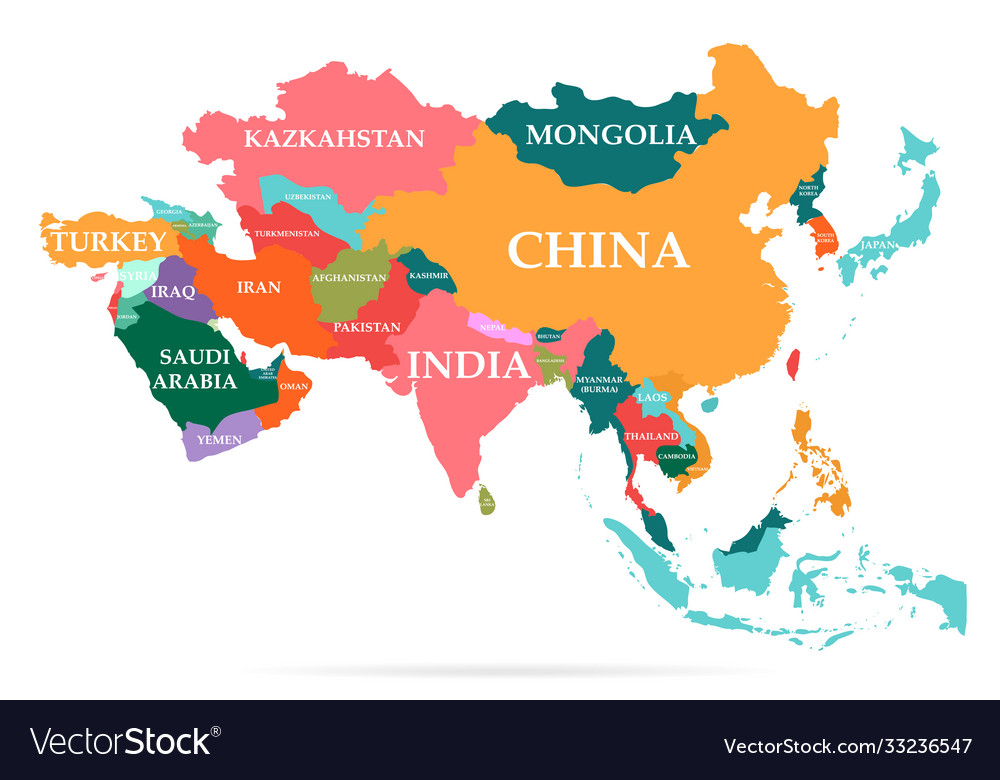 KAZKAHSTAN
MONGOLIA
UZBEKISTAN
GEORGIA
AZERBAIJAN
TURKMENISTAN
NORTH
KOREA
SOUTH
KOREA
JAPAN
TURKEY
CHINA
SYRIA
IRAQ
IRAN
AFGHANISTAN
KASHMIR
JORDAN
PAKISTAN
NEPAL
BHUTAN
BANGLADESH
SAUDI
ARABIA
UNITED
ARAB
EMIRATES
OMAN
INDIA
MYANMAR
(BURMA)
LAOS
YEMEN
THAILAND
CAMBODIA
VIETNAM
SRI
LANKA
VectorStock®
VectorStock.com/33236547